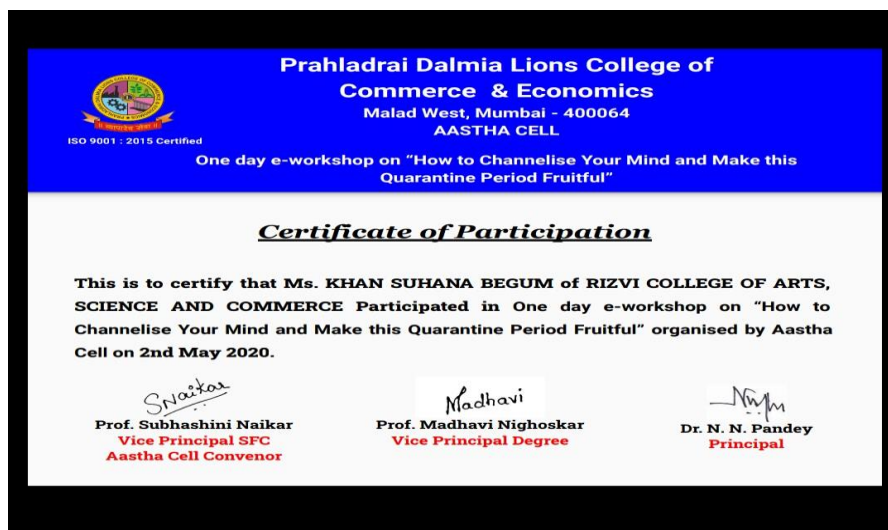 Prahladrai Dalmia Lions College of
Commerce & Economics
Malad West, Mumbai - 400064
AASTHA CELL
ISO 9001 : 2015 Certified
One day e-workshop on “How to Channelise Your Mind and Make this
Quarantine Period Fruitful”
Certificate of Participation
This is to certify that Ms. KHAN SUHANA BEGUM of RIZVI COLLEGE OF ARTS,
SCIENCE AND COMMERCE Participated in One day e-workshop on “How to
Channelise Your Mind and Make this Quarantine Period Fruitful” organised by Aastha
Cell on 2nd May 2020.
SNaikar
Madhavi
Prof. Subhashini Naikar
Vice Principal SFC
Aastha Cell Convenor
Prof. Madhavi Nighoskar
Vice Principal Degree
Dr. N. N. Pandey
Principal